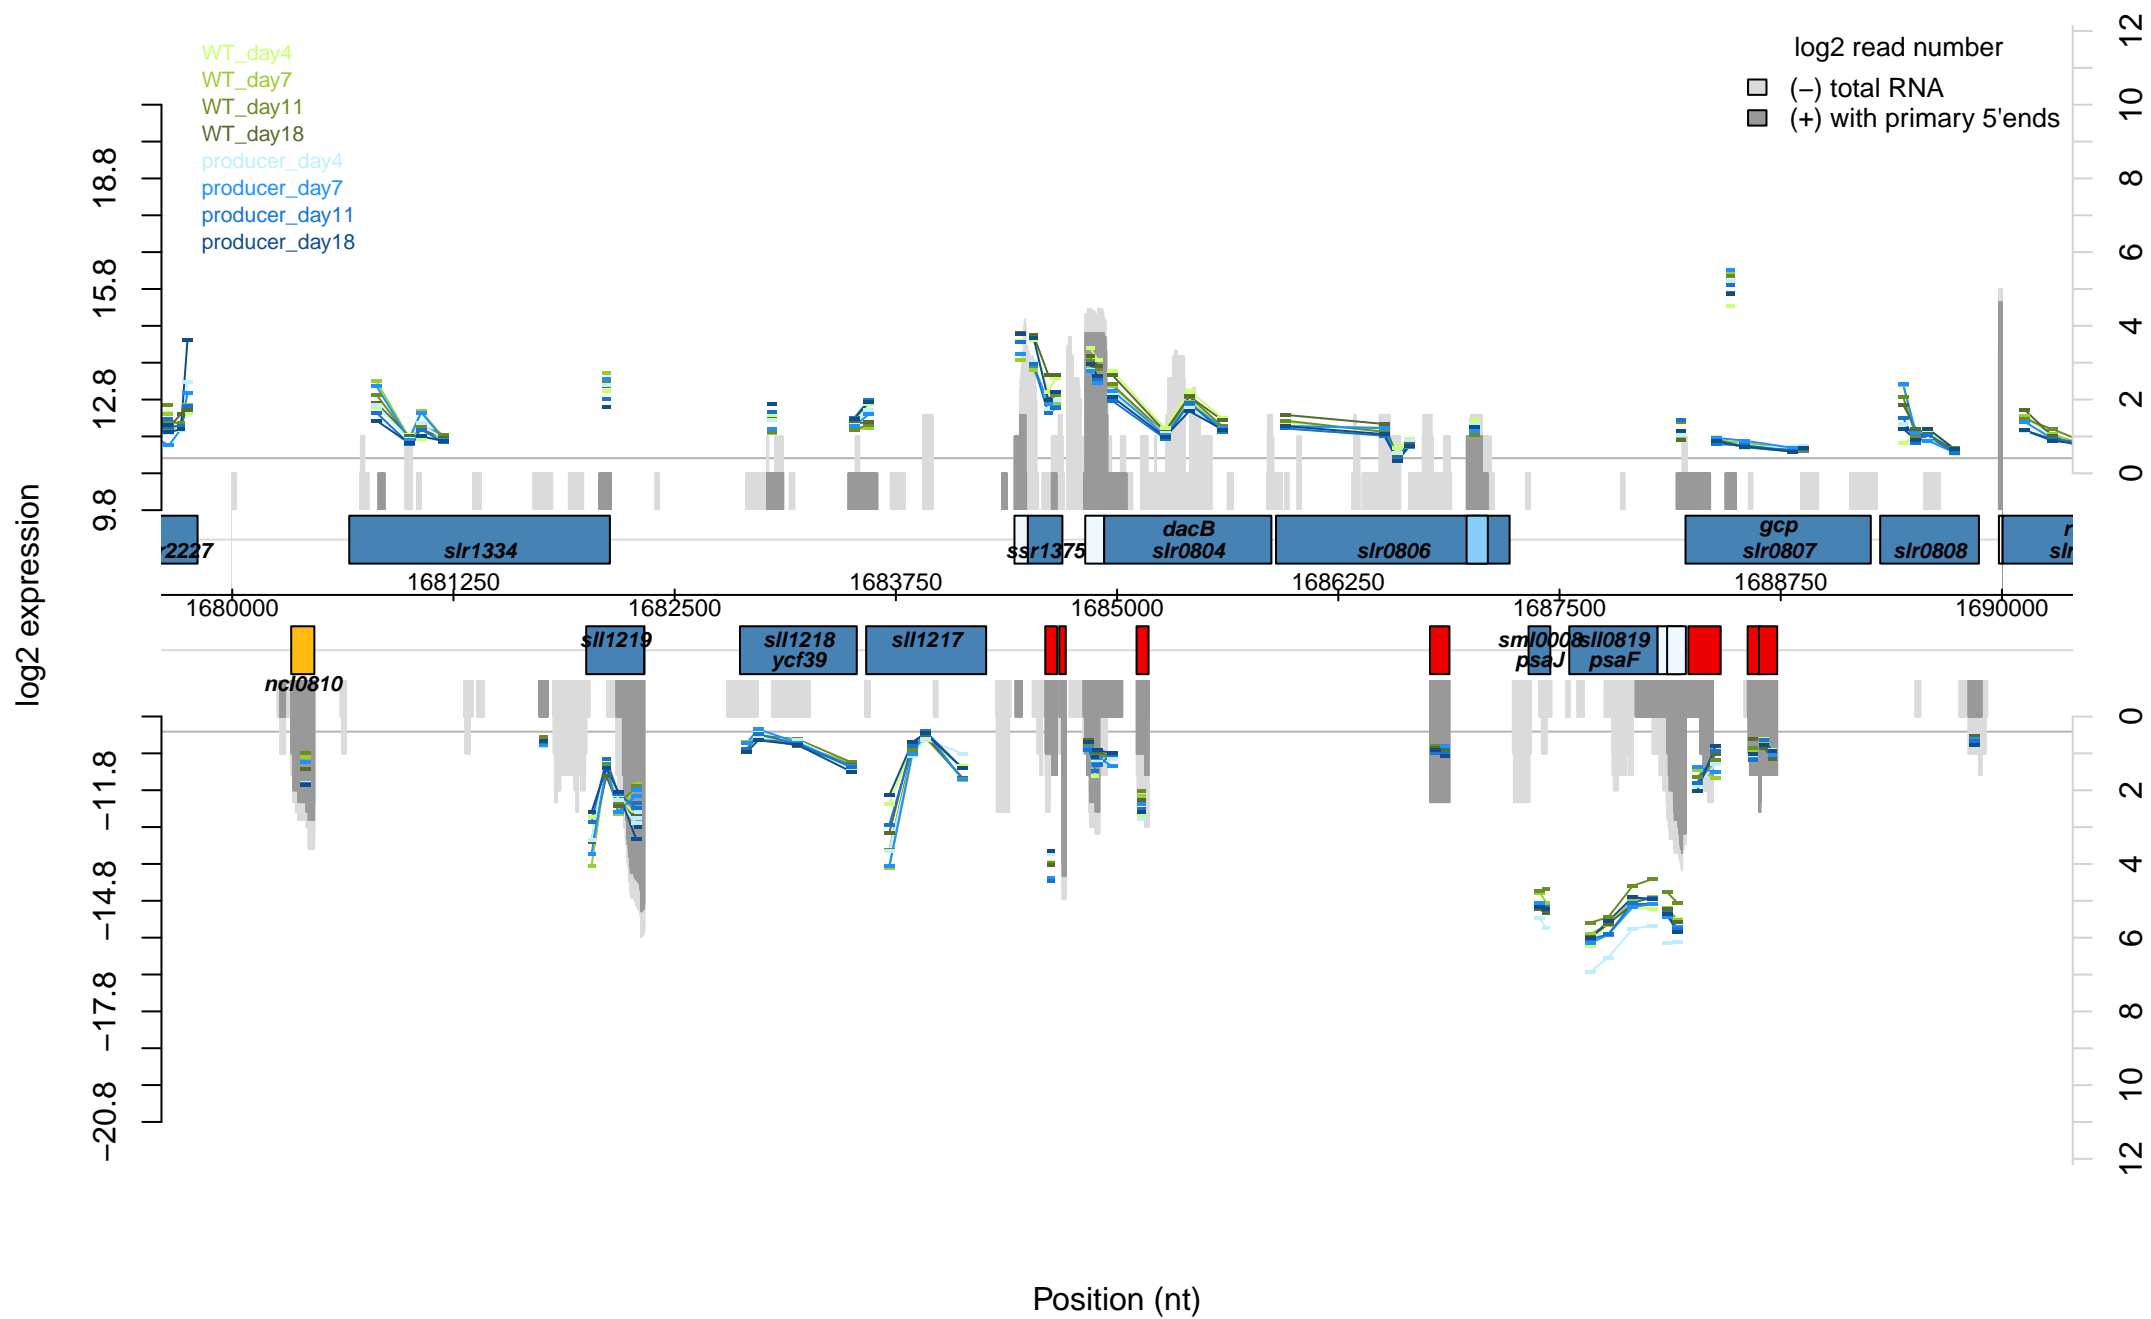 WT_day4
WT_day7
WT_day11
WT_day18
producer_day4
producer_day7
producer_day11
producer_day18
log2 read number
(−) total RNA
(+) with primary 5'ends
log2 expression
18.8
15.8
12.8
9.8
12
10
8
6
4
2
0
r2227
slr1334
ssr1375
dacB
slr0804
slr0806
gcp
slr0807
slr0808
r
slr
1681250
1683750
1686250
1688750
1680000
1682500
1685000
1687500
1690000
ncl0810
sll1219
sll1218
ycf39
sll1217
sml0008
psaJ
sll0819
psaF
−11.8
−14.8
−17.8
−20.8
0
2
4
6
8
10
12
Position (nt)